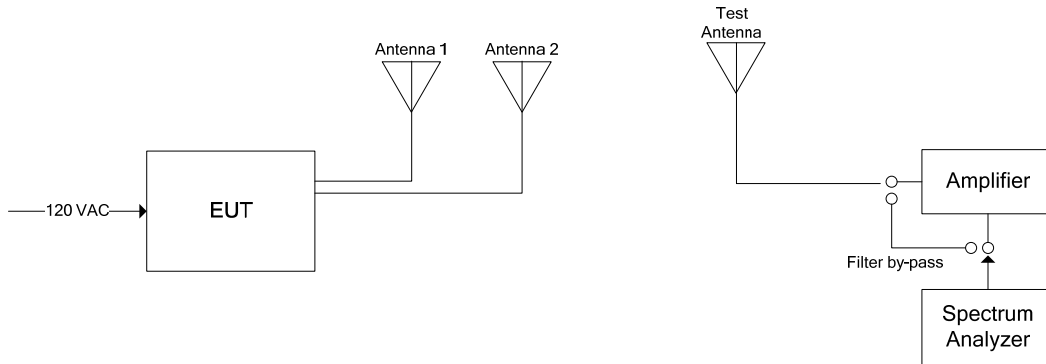 Antenna 1
Antenna 2
120 VAC
EUT
Test
Antenna
Amplifier
Filter by-pass
Spectrum
Analyzer